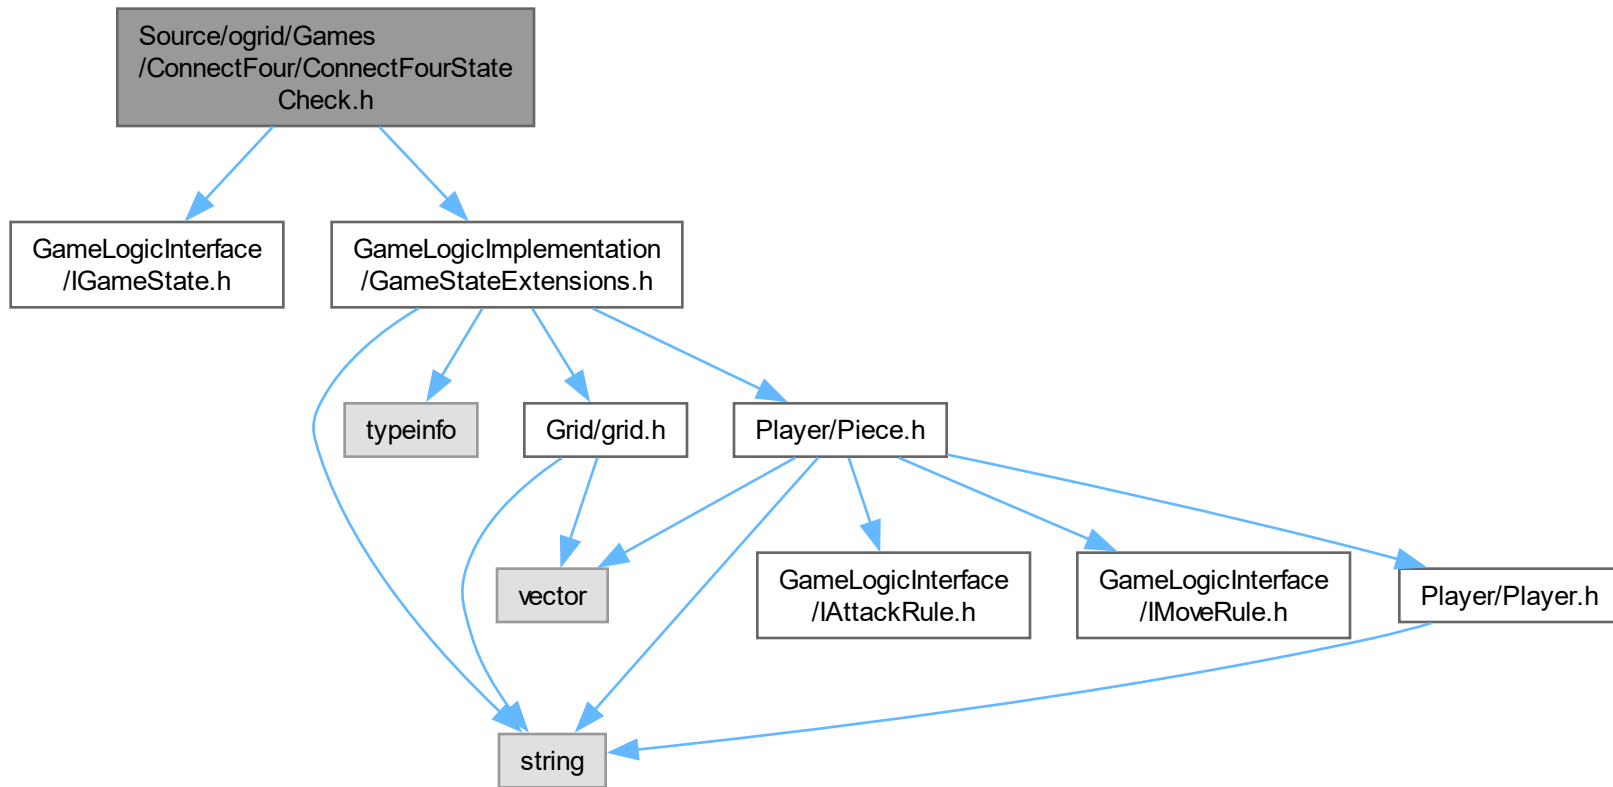 Source/ogrid/Games
/ConnectFour/ConnectFourState
Check.h
GameLogicInterface
/IGameState.h
GameLogicImplementation
/GameStateExtensions.h
typeinfo
Grid/grid.h
Player/Piece.h
vector
GameLogicInterface
/IAttackRule.h
GameLogicInterface
/IMoveRule.h
Player/Player.h
string